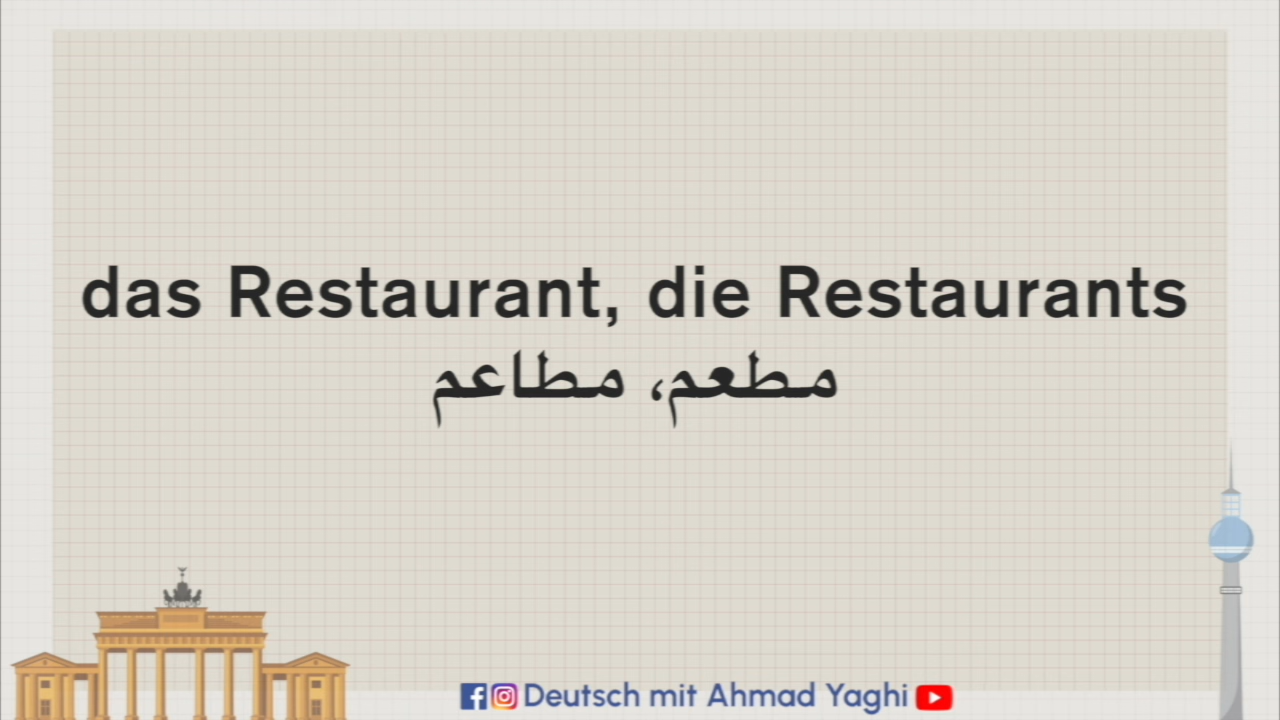 das Restaurant, die Restaurants
مطعم، مطاعم
Deutsch mit Ahmad Yaghi